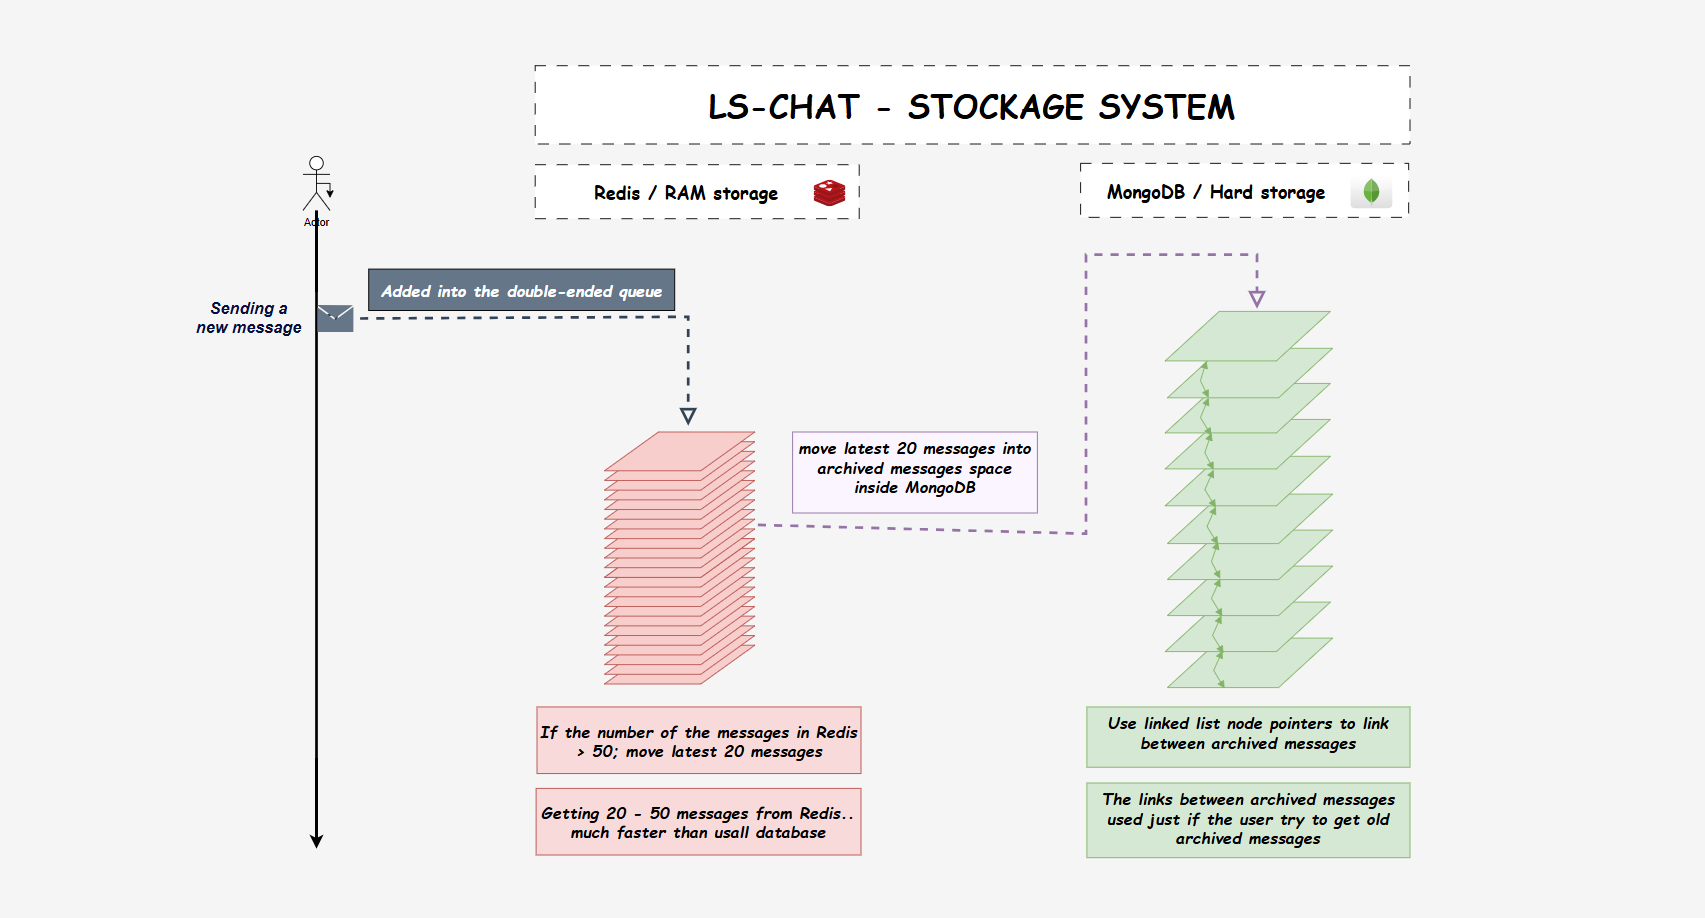 LS-CHAT - STOCKAGE SYSTEM
Redis / RAM storage
MongoDB / Hard storage
Actor
Added into the double-ended queue
Sending a
new message
move latest 20 messages into
archived messages space
inside MongoDB
If the number of the messages in Redis
> 50; move latest 20 messages
Getting 20 - 50 messages from Redis..
much faster than usall database
Use linked list node pointers to link
between archived messages
The links between archived messages
used just if the user try to get old
archived messages